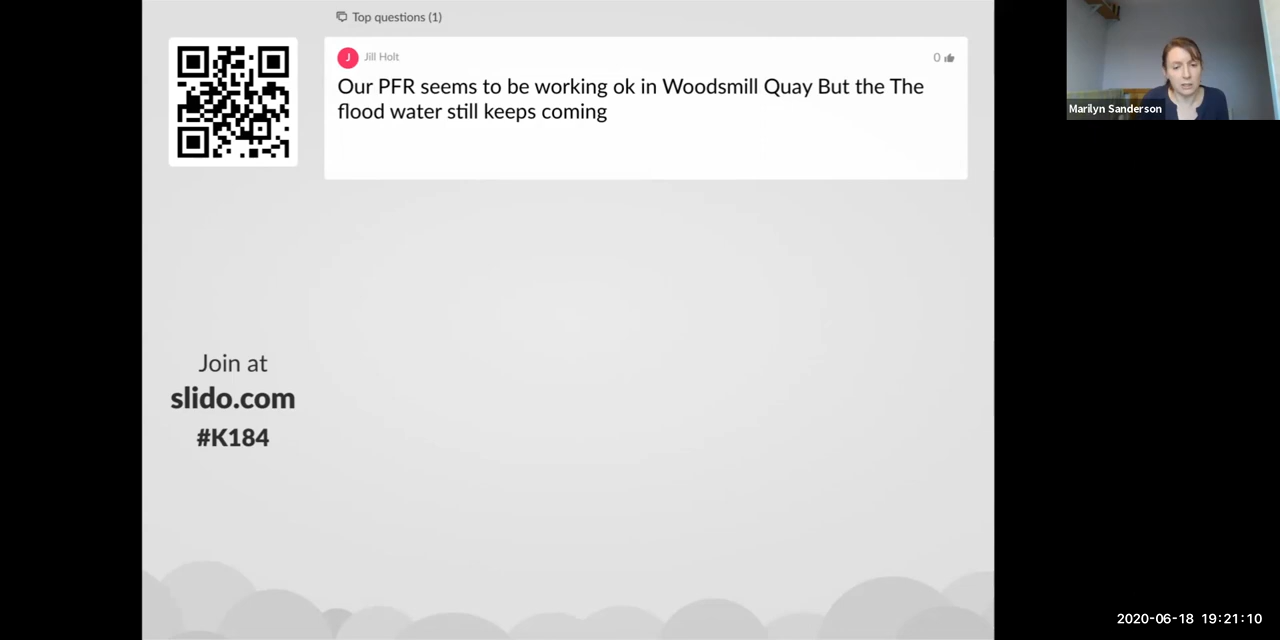 Top questions (1)
J Jill Holt
0
Our PFR seems to be working ok in Woodsmill Quay But the The
flood water still keeps coming
Join at
slido.com
#K184
Marilyn Sanderson
2020-06-18 19:21:10